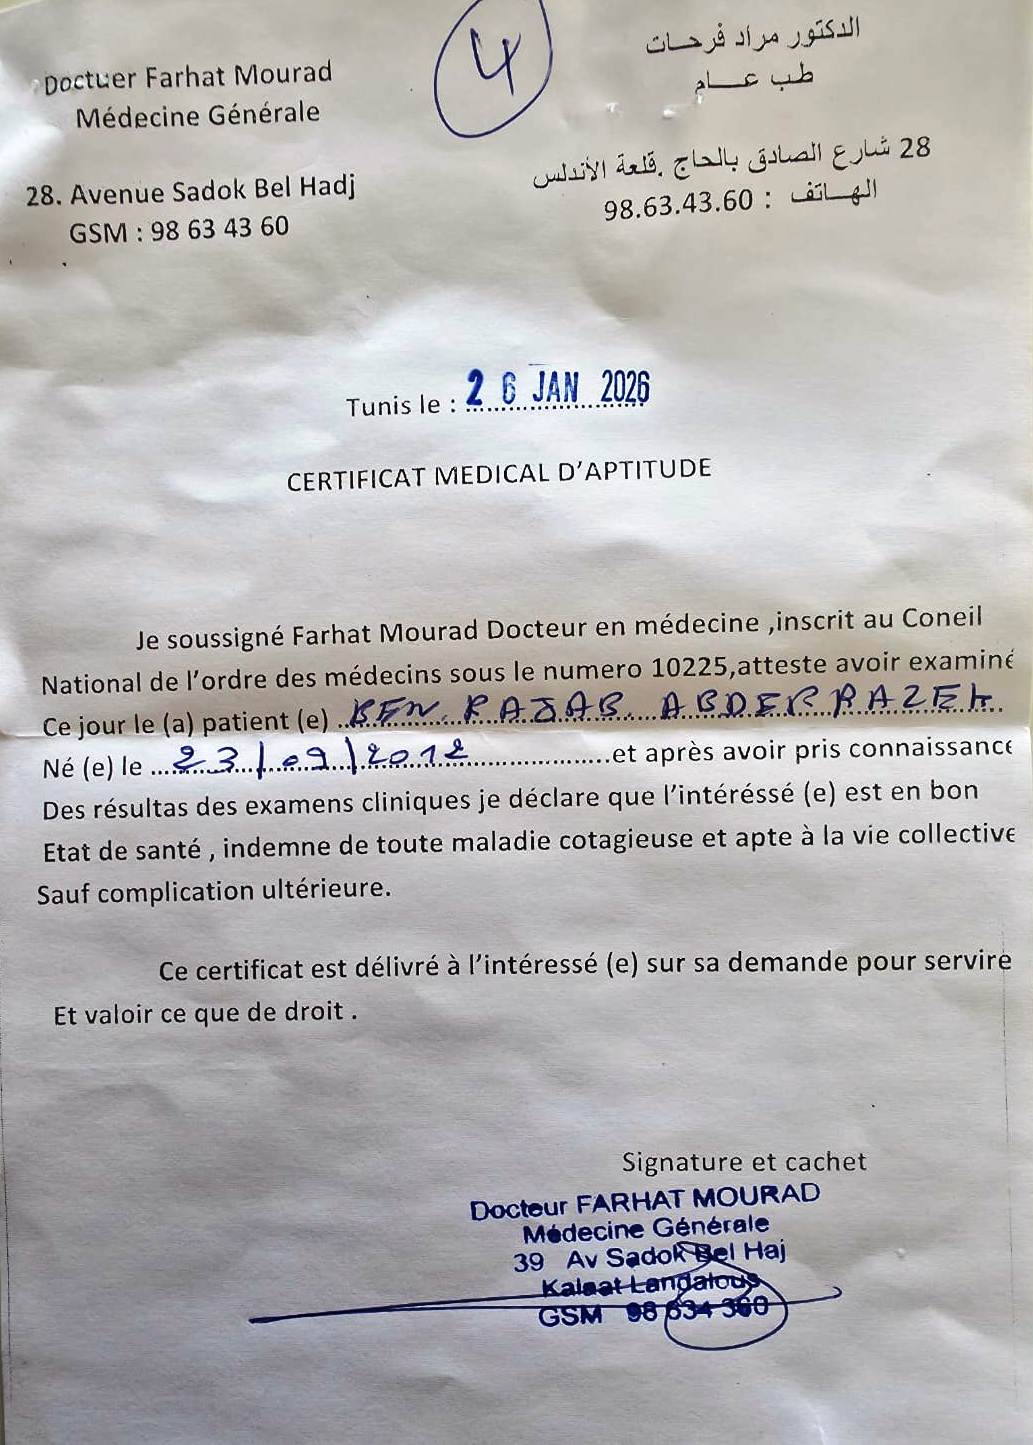 4
Doctuer Farhat Mourad
Médecine Générale
28. Avenue Sadok Bel Hadj
GSM : 98 63 43 60
الدكتور مراد فرحات
طب عــام
28 شارع الصادق بالحاج .قلعة الأندلس
الهــاتف : 98.63.43.60
Tunis le : 26 JAN 2026
CERTIFICAT MEDICAL D’APTITUDE
Je soussigné Farhat Mourad Docteur en médecine ,inscrit au Coneil
National de l’ordre des médecins sous le numero 10225,atteste avoir examiné
Ce jour le (a) patient (e) BEN RAJAB ABDERRAZEK
Né (e) le 23/09/2012 et après avoir pris connaissance
Des résultas des examens cliniques je déclare que l’intéréssé (e) est en bon
Etat de santé , indemne de toute maladie cotagieuse et apte à la vie collective
Sauf complication ultérieure.
Ce certificat est délivré à l’intéressé (e) sur sa demande pour servire
Et valoir ce que de droit .
Signature et cachet
Docteur FARHAT MOURAD
Médecine Générale
39 Av Sadok Bel Haj
Kalaat Landalous
GSM 98 634 360